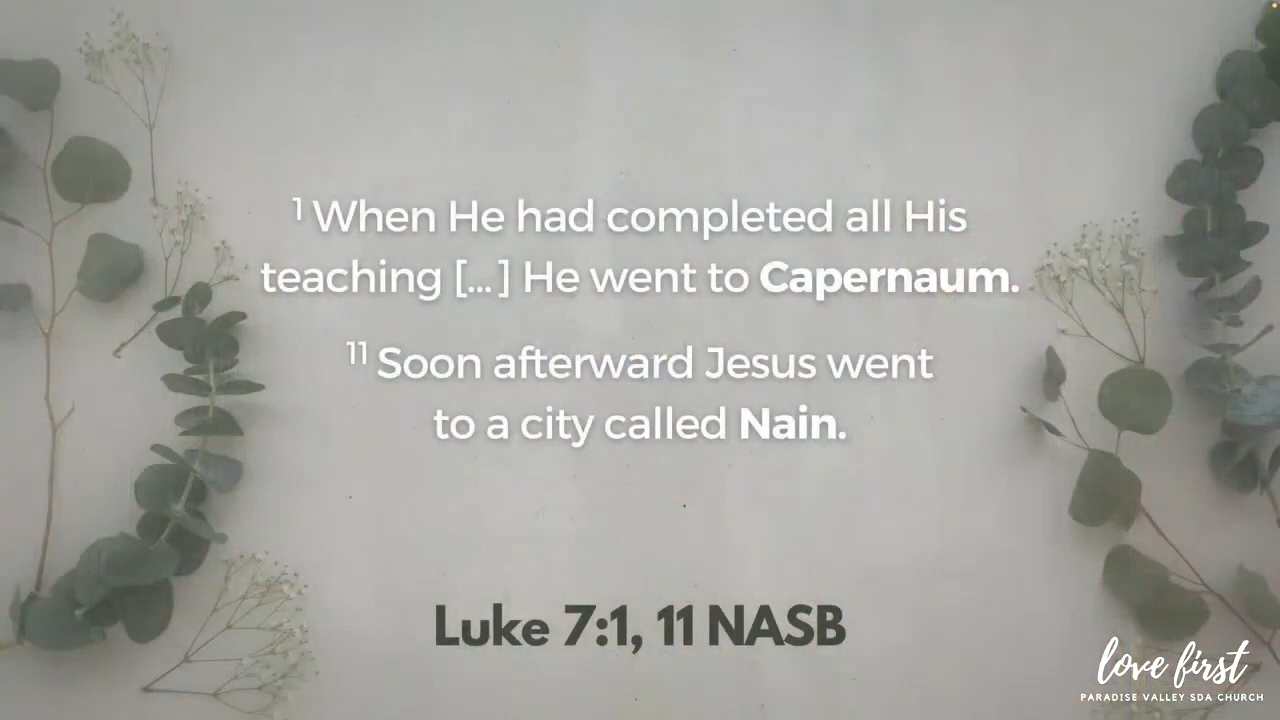 1 When He had completed all His
teaching [...] He went to Capernaum.
11 Soon afterward Jesus went
to a city called Nain.
Luke 7:1, 11 NASB
love first
PARADISE VALLEY SDA CHURCH